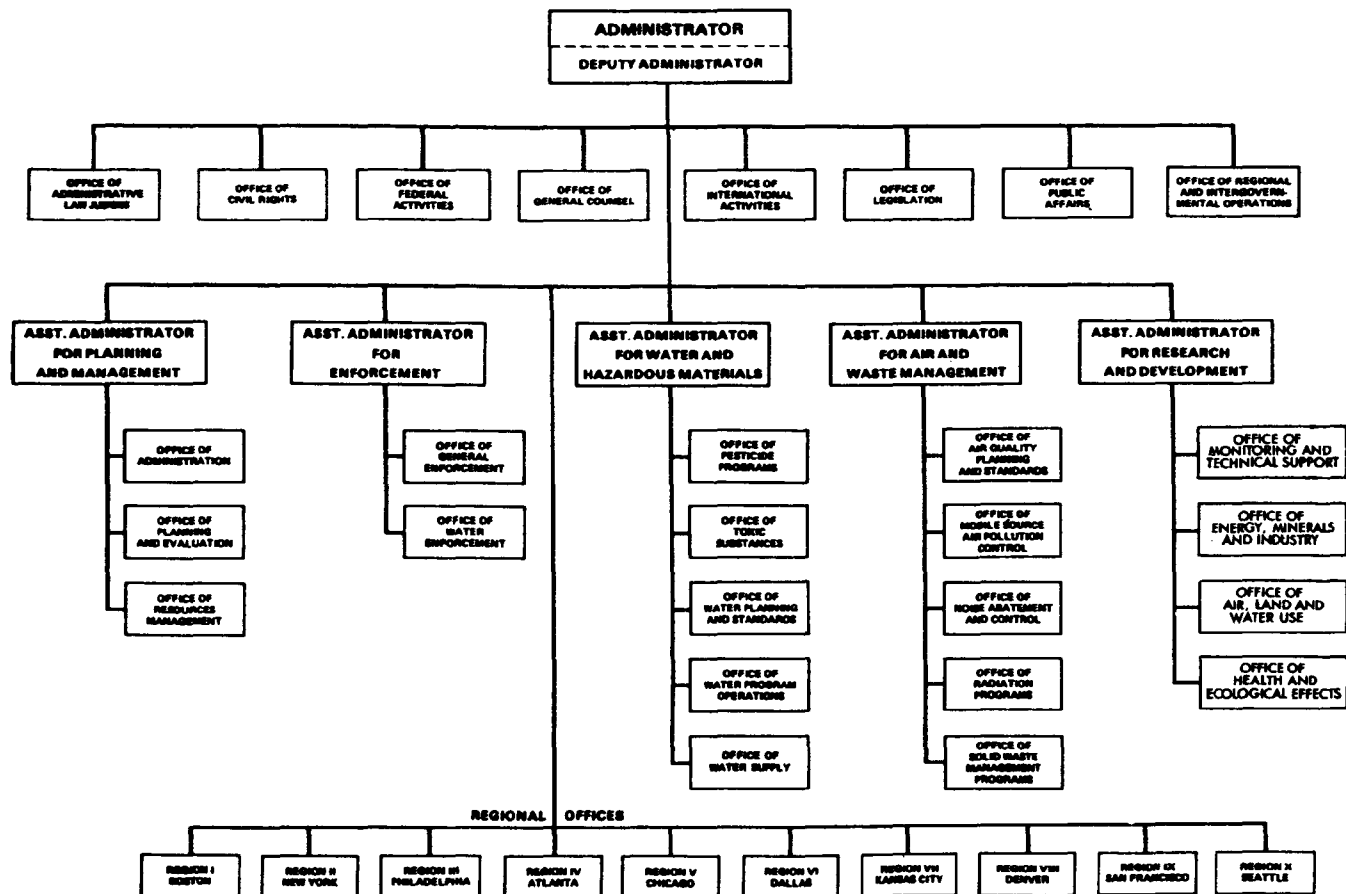 ADMINISTRATOR
DEPUTY ADMINISTRATOR
OFFICE OF
ADMINISTRATIVE
LAW JUDGES
OFFICE OF
CIVIL RIGHTS
OFFICE OF
FEDERAL
ACTIVITIES
OFFICE OF
GENERAL COUNSEL
OFFICE OF
INTERNATIONAL
ACTIVITIES
OFFICE OF
LEGISLATION
OFFICE OF
PUBLIC
AFFAIRS
OFFICE OF REGIONAL
AND INTERGOVERN-
MENTAL OPERATIONS
ASST. ADMINISTRATOR
FOR PLANNING
AND MANAGEMENT
ASST. ADMINISTRATOR
FOR
ENFORCEMENT
ASST. ADMINISTRATOR
FOR WATER AND
HAZARDOUS MATERIALS
ASST. ADMINISTRATOR
FOR AIR AND
WASTE MANAGEMENT
ASST. ADMINISTRATOR
FOR RESEARCH
AND DEVELOPMENT
OFFICE OF
ADMINISTRATION
OFFICE OF
PLANNING
AND EVALUATION
OFFICE OF
RESOURCES
MANAGEMENT
OFFICE OF
GENERAL
ENFORCEMENT
OFFICE OF
WATER
ENFORCEMENT
OFFICE OF
PESTICIDE
PROGRAMS
OFFICE OF
TOXIC
SUBSTANCES
OFFICE OF
WATER PLANNING
AND STANDARDS
OFFICE OF
WATER PROGRAM
OPERATIONS
OFFICE OF
WATER SUPPLY
OFFICE OF
AIR QUALITY
PLANNING
AND STANDARDS
OFFICE OF
MOBILE SOURCE
AIR POLLUTION
CONTROL
OFFICE OF
NOISE ABATEMENT
AND CONTROL
OFFICE OF
RADIATION
PROGRAMS
OFFICE OF
SOLID WASTE
MANAGEMENT
PROGRAMS
OFFICE OF
MONITORING AND
TECHNICAL SUPPORT
OFFICE OF
ENERGY, MINERALS
AND INDUSTRY
OFFICE OF
AIR, LAND AND
WATER USE
OFFICE OF
HEALTH AND
ECOLOGICAL EFFECTS
REGIONAL OFFICES
REGION I
BOSTON
REGION II
NEW YORK
REGION III
PHILADELPHIA
REGION IV
ATLANTA
REGION V
CHICAGO
REGION VI
DALLAS
REGION VII
KANSAS CITY
REGION VIII
DENVER
REGION IX
SAN FRANCISCO
REGION X
SEATTLE